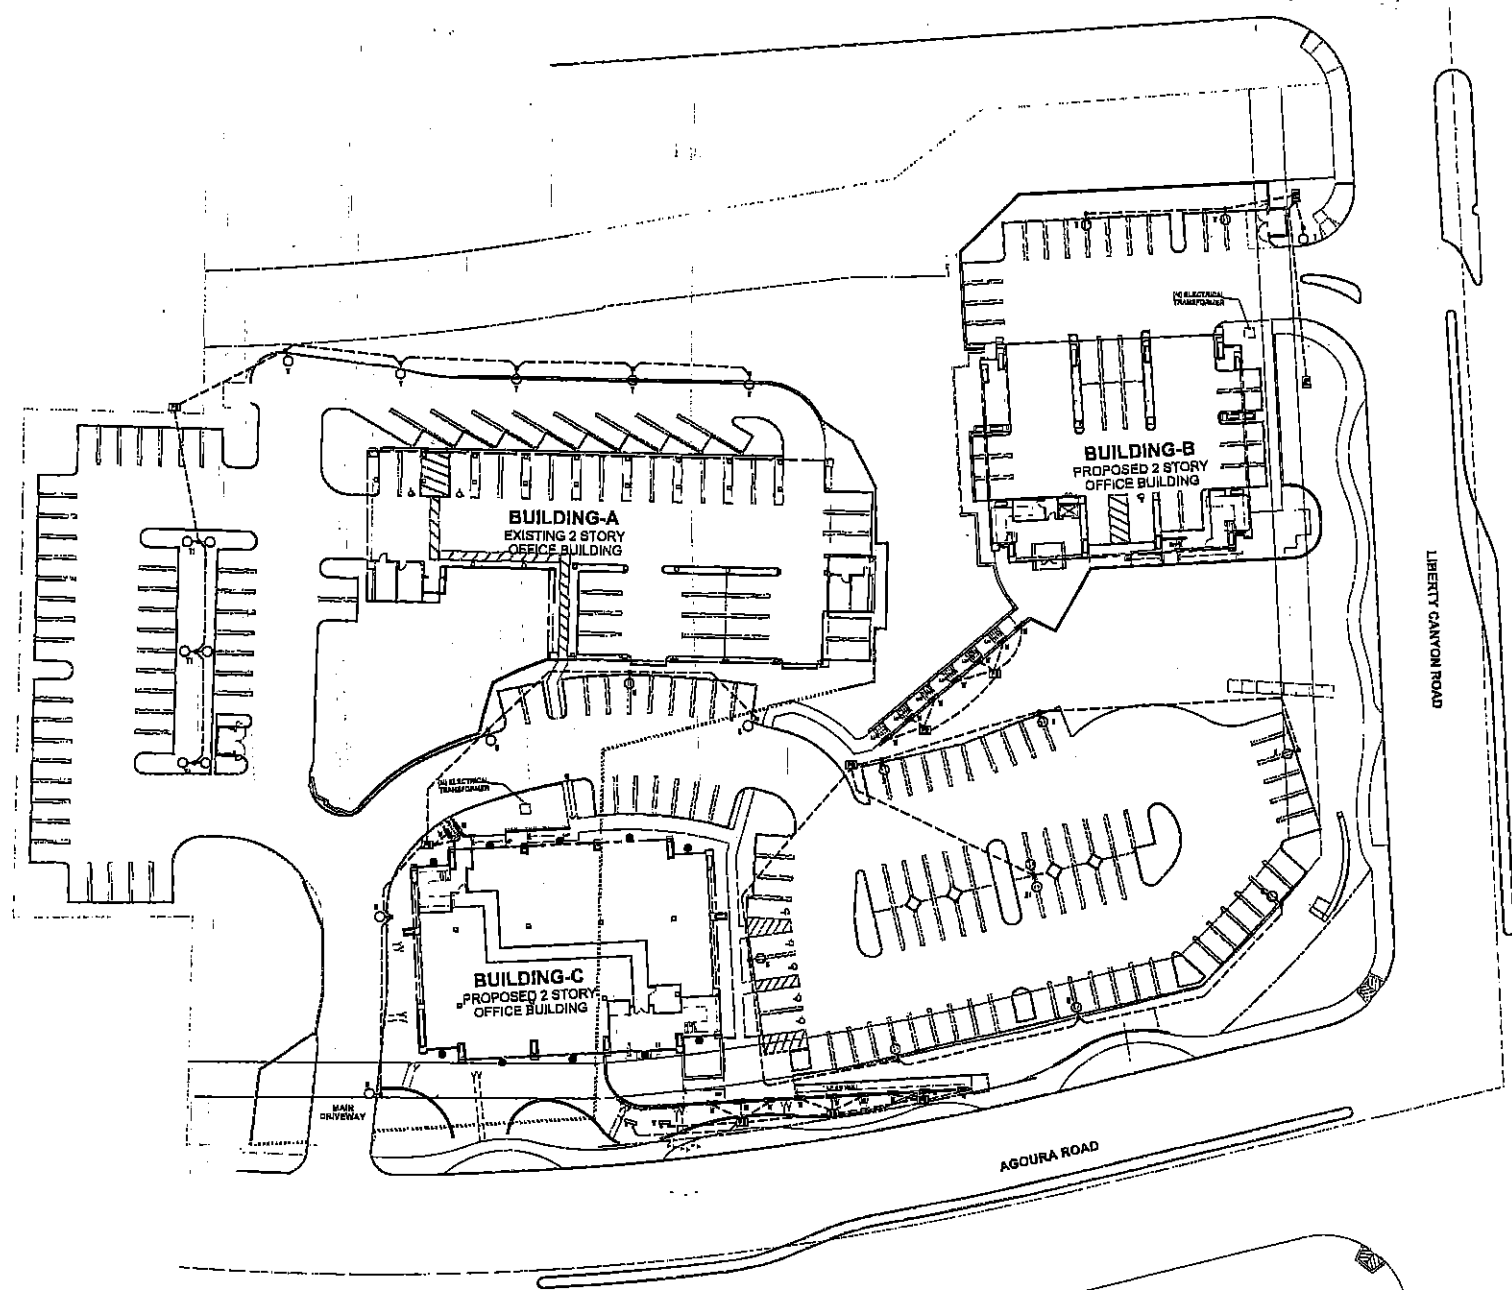 (N) ELECTRICAL
TRANSFORMER
BUILDING-B
PROPOSED 2 STORY
OFFICE BUILDING
BUILDING-A
EXISTING 2 STORY
OFFICE BUILDING
LIBERTY CANYON ROAD
(N) ELECTRICAL
TRANSFORMER
BUILDING-C
PROPOSED 2 STORY
OFFICE BUILDING
MAIN
DRIVEWAY
AGOURA ROAD